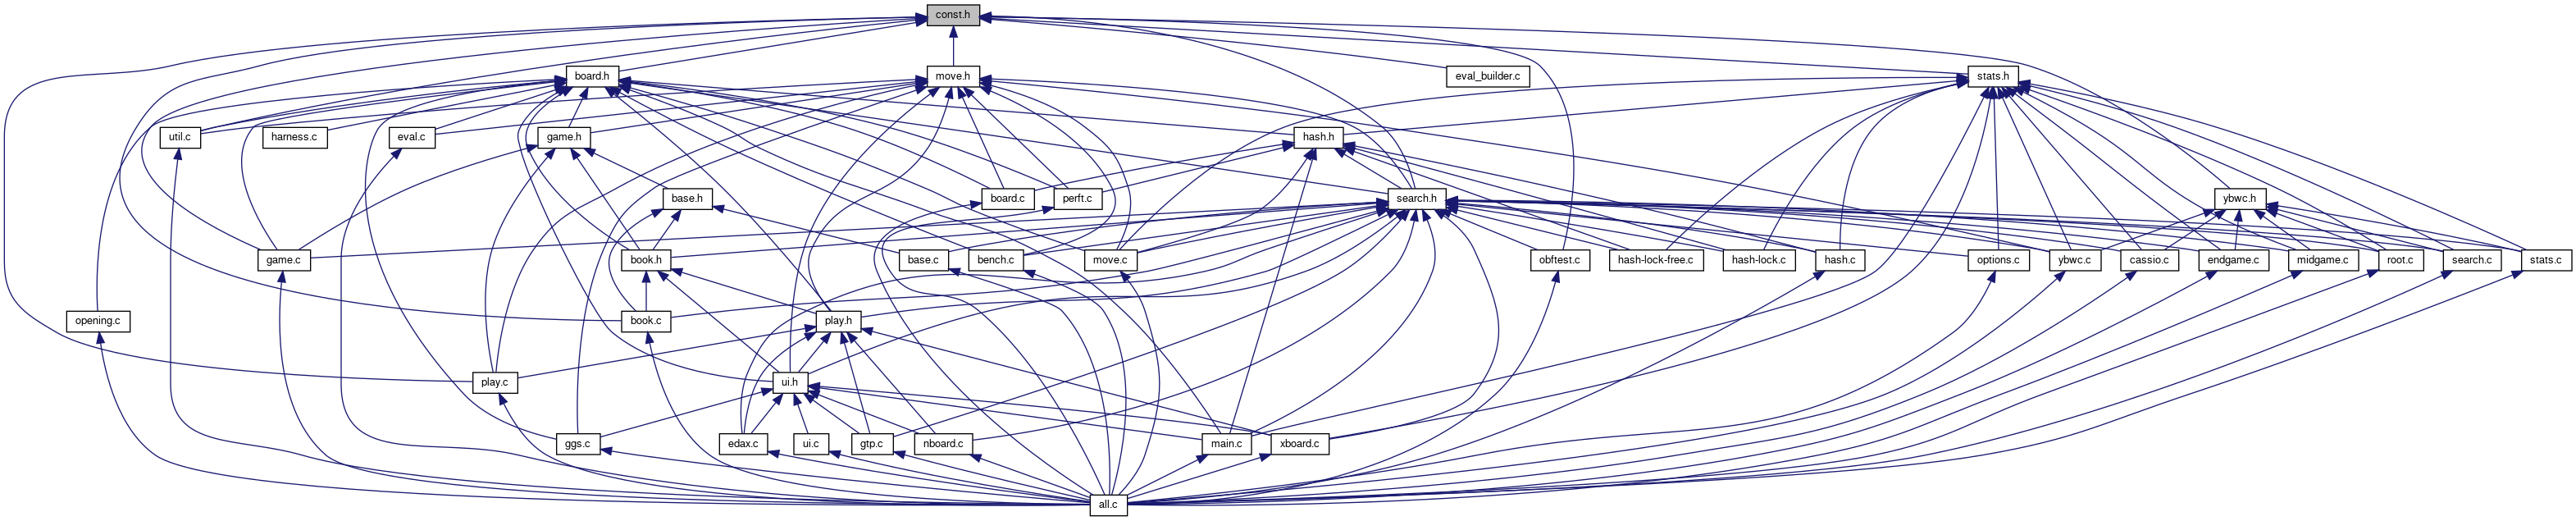 const.h
board.h
move.h
eval_builder.c
stats.h
util.c
harness.c
eval.c
game.h
hash.h
base.h
board.c
perft.c
search.h
ybwc.h
game.c
book.h
base.c
bench.c
move.c
obftest.c
hash-lock-free.c
hash-lock.c
hash.c
options.c
ybwc.c
cassio.c
endgame.c
midgame.c
root.c
search.c
stats.c
opening.c
book.c
play.h
play.c
ui.h
ggs.c
edax.c
ui.c
gtp.c
nboard.c
main.c
xboard.c
all.c